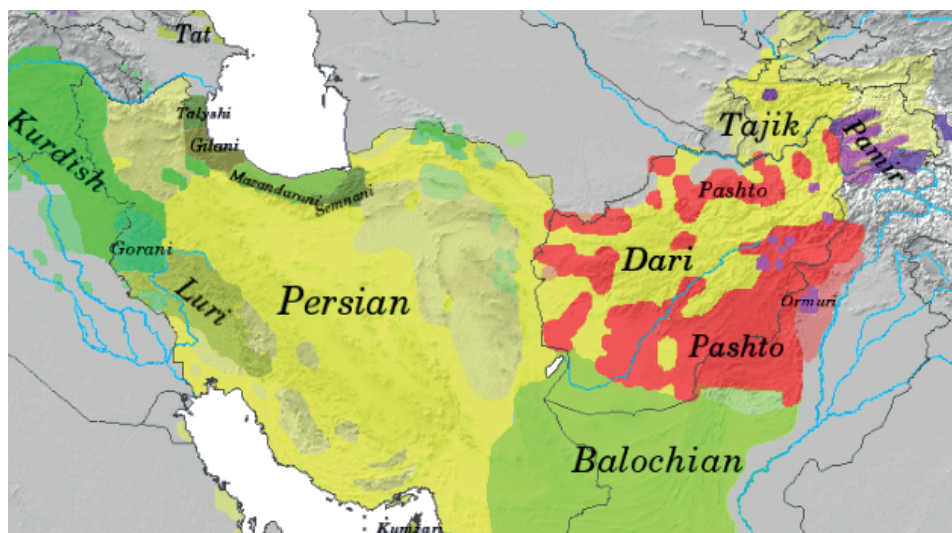 Tat
Kurdish
Talyshi
Gilani
Mazandarani
Semnani
Gorani
Luri
Persian
Tajik
Pamir
Pashto
Dari
Ormuri
Pashto
Balochian
Kumzari